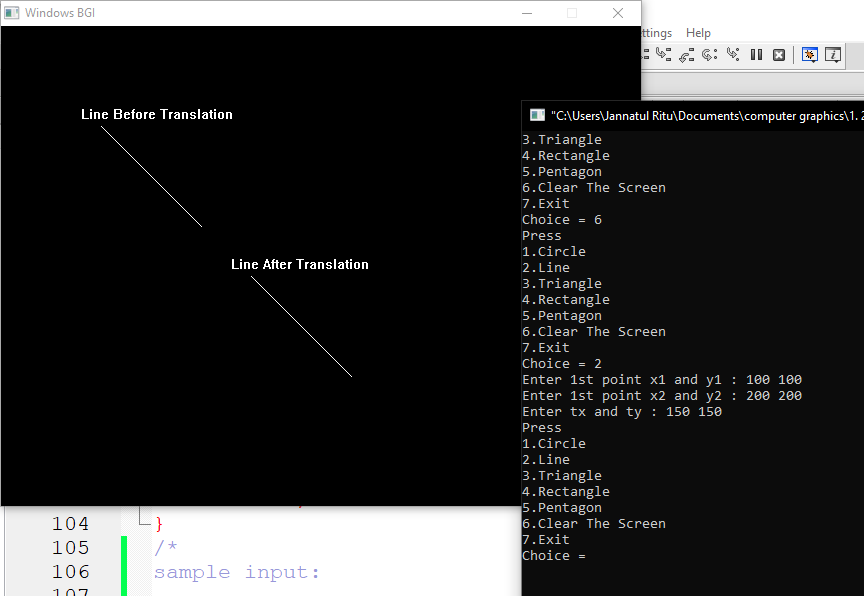 Windows BGI
ttings Help
Line Before Translation
Line After Translation
"C:\Users\Jannatul Ritu\Documents\computer graphics\1.
3.Triangle
4.Rectangle
5.Pentagon
6.Clear The Screen
7.Exit
Choice = 6
Press
1.Circle
2.Line
3.Triangle
4.Rectangle
5.Pentagon
6.Clear The Screen
7.Exit
Choice = 2
Enter 1st point x1 and y1 : 100 100
Enter 1st point x2 and y2 : 200 200
Enter tx and ty : 150 150
Press
1.Circle
2.Line
3.Triangle
4.Rectangle
5.Pentagon
6.Clear The Screen
7.Exit
Choice =
104 }
105 /*
106 sample input:
107